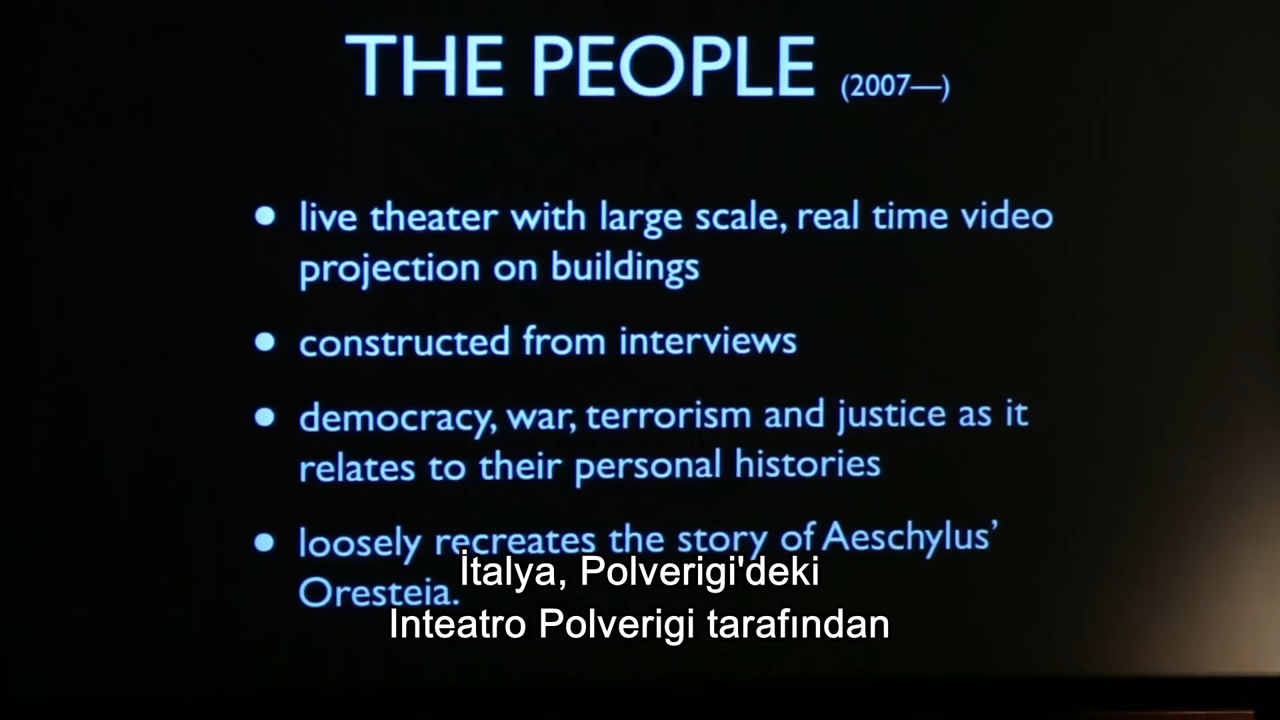 THE PEOPLE (2007—)
• live theater with large scale, real time video
projection on buildings
• constructed from interviews
• democracy, war, terrorism and justice as it
relates to their personal histories
• loosely recreates the story of Aeschylus’
Oresteia.
İtalya, Polverigi'deki
Inteatro Polverigi tarafından